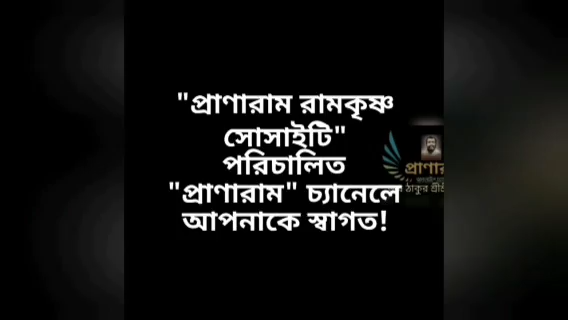 "প্রাণারাম রামকৃষ্ণ
সোসাইটি"
পরিচালিত
"প্রাণারাম" চ্যানেলে
আপনাকে স্বাগত!